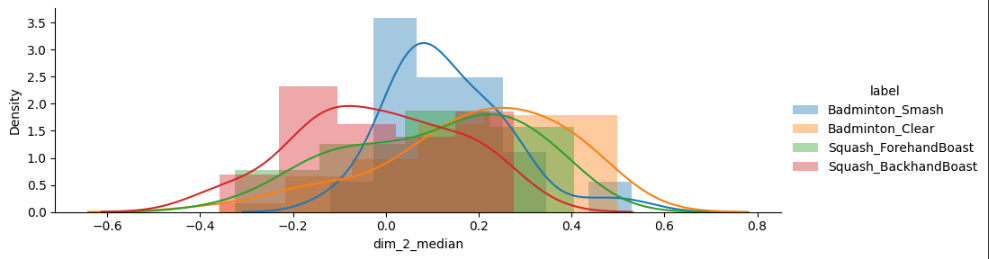 3.5
3.0
2.5
2.0
1.5
1.0
0.5
0.0
Density
−0.6 −0.4 −0.2 0.0 0.2 0.4 0.6 0.8
dim_2_median
label
Badminton_Smash
Badminton_Clear
Squash_ForehandBoast
Squash_BackhandBoast